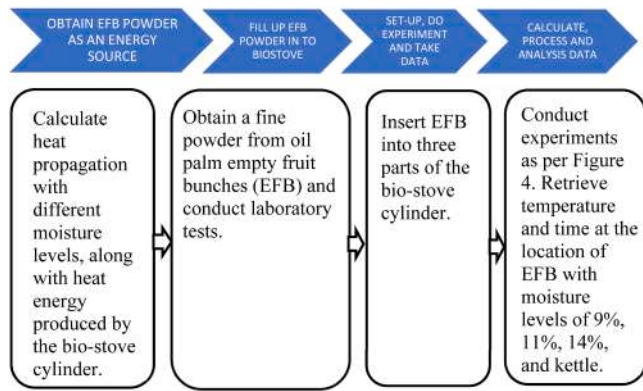 OBTAIN EFB POWDER
AS AN ENERGY
SOURCE
FILL UP EFB
POWDER IN TO
BIOSTOVE
SET-UP, DO
EXPERIMENT
AND TAKE
DATA
CALCULATE,
PROCESS AND
ANALYSIS DATA
Calculate
heat
propagation
with
different
moisture
levels, along
with heat
energy
produced by
the bio-stove
cylinder.
Obtain a fine
powder from oil
palm empty fruit
bunches (EFB) and
conduct laboratory
tests.
Insert EFB
into three
parts of the
bio-stove
cylinder.
Conduct
experiments
as per Figure
4. Retrieve
temperature
and time at the
location of
EFB with
moisture
levels of 9%,
11%, 14%,
and kettle.